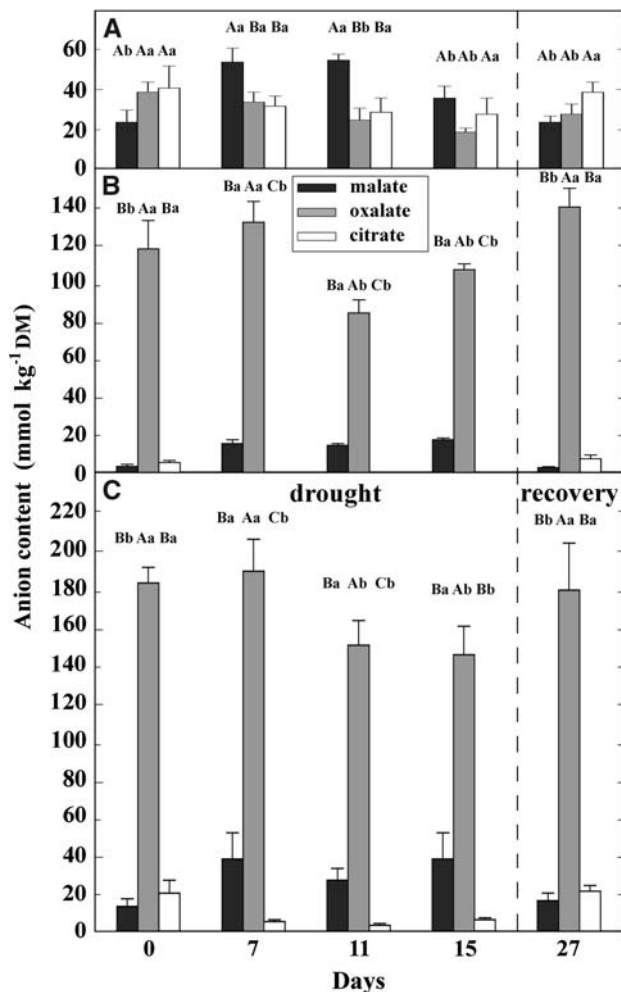 A
60
40
20
0
Ab Aa Aa
Aa Ba Ba
Aa Bb Ba
Ab Ab Aa
Ab Ab Aa
B
140
120
100
80
60
40
20
0
Bb Aa Ba
Ba Aa Cb
Ba Ab Cb
Ba Ab Cb
Bb Aa Ba
malate
oxalate
citrate
C
drought
recovery
220
200
180
160
140
120
100
80
60
40
20
0
Bb Aa Ba
Ba Aa Cb
Ba Ab Cb
Ba Ab Bb
Bb Aa Ba
Anion content (mmol kg-1DM)
0 7 11 15 27
Days